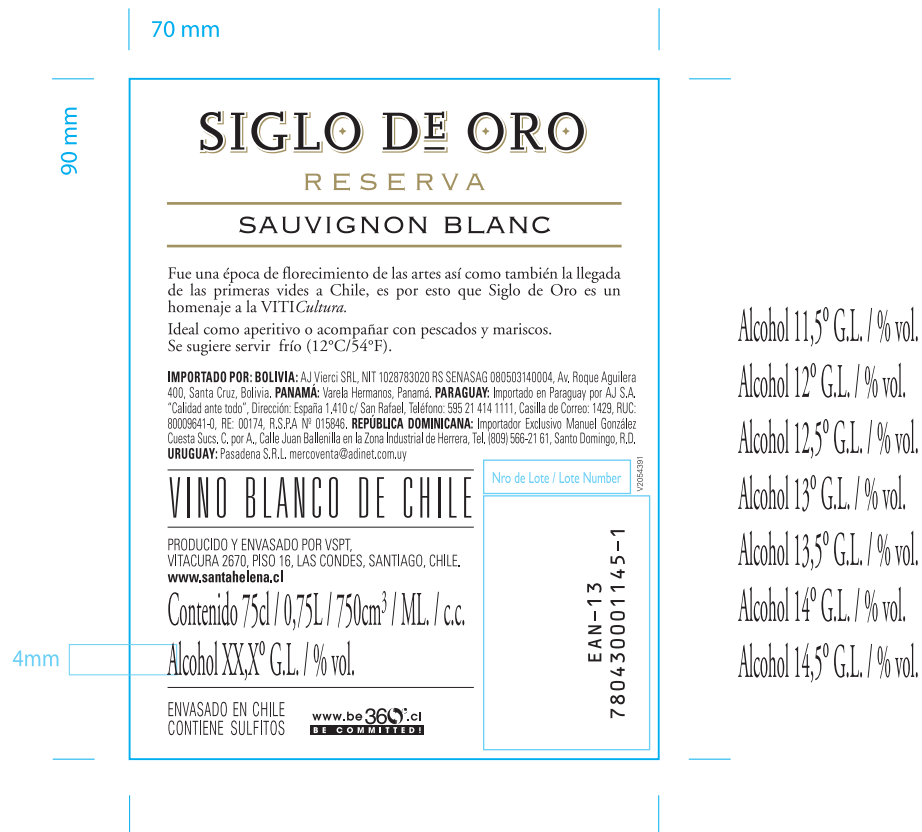 70 mm
90 mm
SIGLO DE ORO
RESERVA
SAUVIGNON BLANC
Fue una época de florecimiento de las artes así como también la llegada
de las primeras vides a Chile, es por esto que Siglo de Oro es un
homenaje a la VITICultura.
Ideal como aperitivo o acompañar con pescados y mariscos.
Se sugiere servir frío (12°C/54°F).
IMPORTADO POR: BOLIVIA: AJ Vierci SRL, NIT 1028783020 RS SENASAG 080503140004, Av. Roque Aguilera
400, Santa Cruz, Bolivia. PANAMÁ: Varela Hermanos, Panamá. PARAGUAY: Importado en Paraguay por AJ S.A.
"Calidad ante todo", Dirección: España 1,410 c/ San Rafael, Teléfono: 595 21 414 1111, Casilla de Correo: 1429, RUC:
80009641-0, RE: 00174, R.S.P.A Nº 015846. REPÚBLICA DOMINICANA: Importador Exclusivo Manuel González
Cuesta Sucs. C. por A., Calle Juan Ballenilla en la Zona Industrial de Herrera, Tel. (809) 566-21 61, Santo Domingo, R.D.
URUGUAY: Pasadena S.R.L. mercoventa@adinet.com.uy
VINO BLANCO DE CHILE
Nro de Lote / Lote Number
V2054391
PRODUCIDO Y ENVASADO POR VSPT,
VITACURA 2670, PISO 16, LAS CONDES, SANTIAGO, CHILE.
www.santahelena.cl
Contenido 75cl / 0,75L / 750cm³ / ML. / c.c.
4mm
Alcohol XX,Xº G.L. / % vol.
ENVASADO EN CHILE
CONTIENE SULFITOS
www.be360°.cl
BE COMMITTED!
EAN-13
7804300001145-1
Alcohol 11,5º G.L. / % vol.
Alcohol 12º G.L. / % vol.
Alcohol 12,5º G.L. / % vol.
Alcohol 13º G.L. / % vol.
Alcohol 13,5º G.L. / % vol.
Alcohol 14º G.L. / % vol.
Alcohol 14,5º G.L. / % vol.